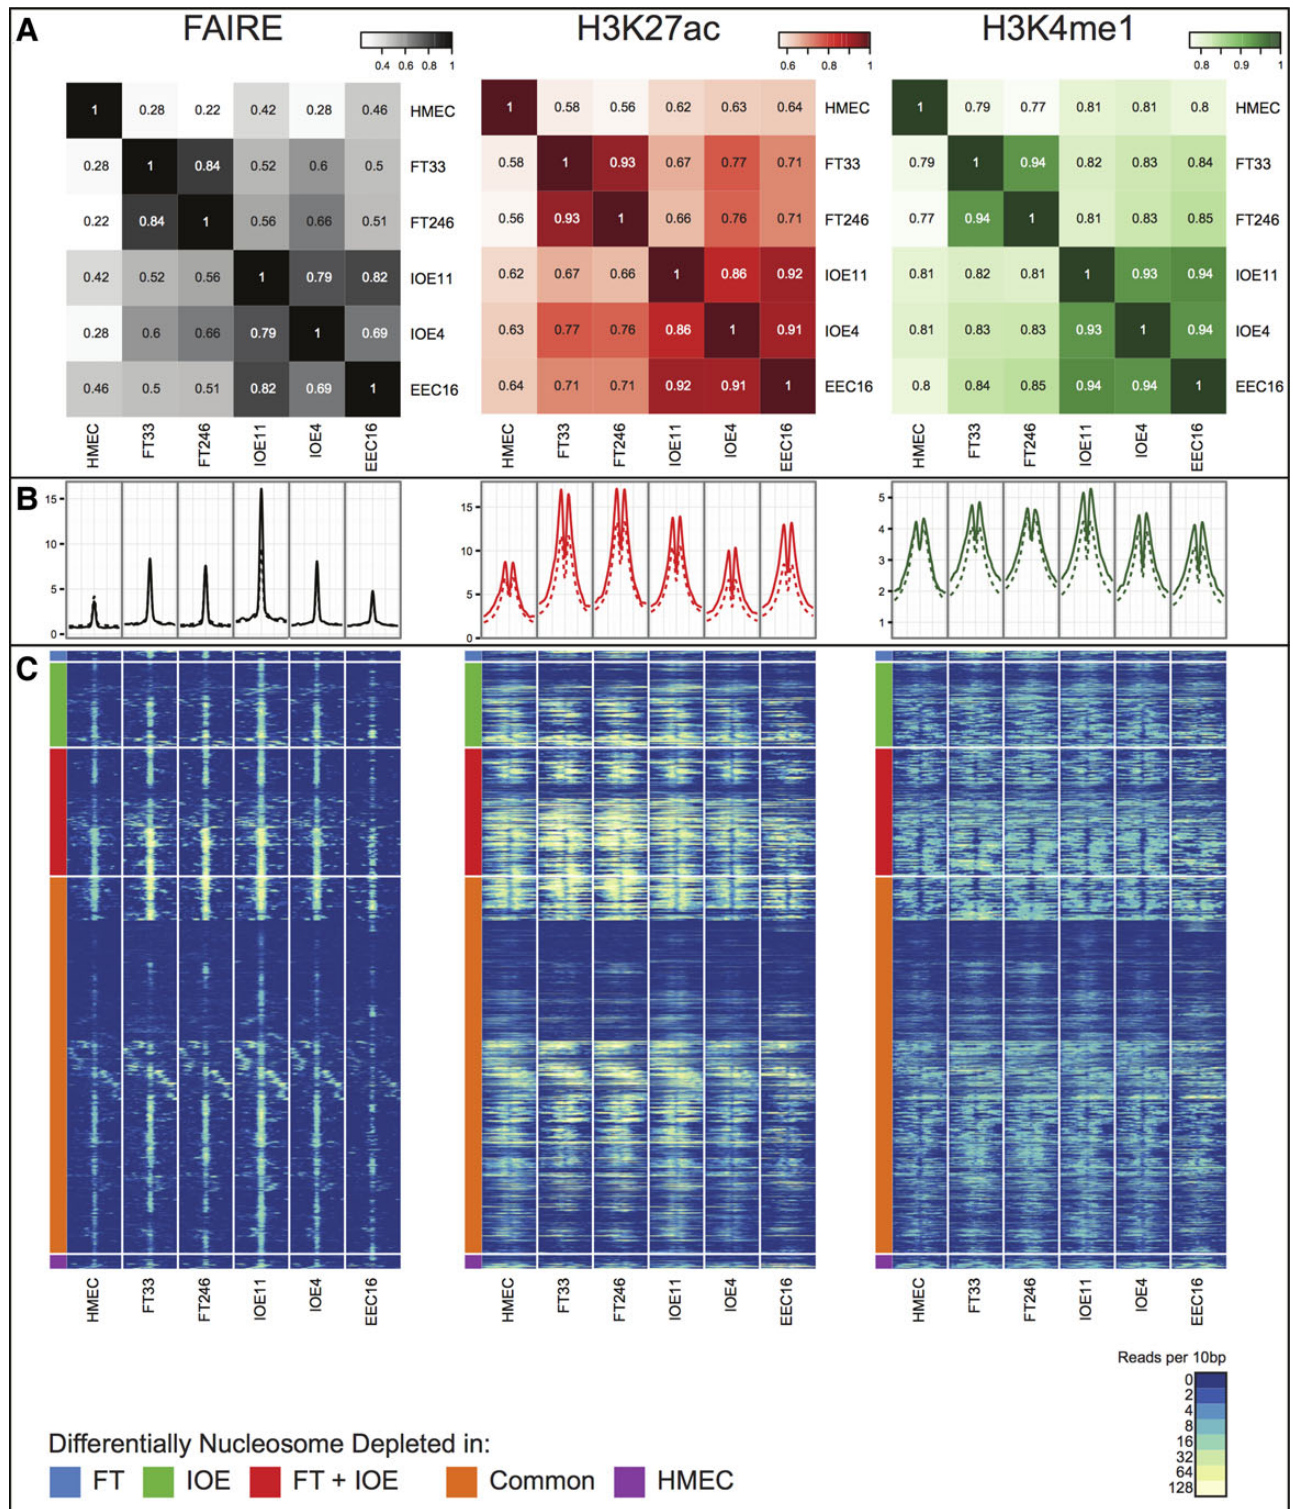 A
FAIRE
H3K27ac
H3K4me1
0.4 0.6 0.8 1
0.6 0.8 1
0.8 0.9 1
1 0.28 0.22 0.42 0.28 0.46 HMEC
0.28 1 0.84 0.52 0.6 0.5 FT33
0.22 0.84 1 0.56 0.66 0.51 FT246
0.42 0.52 0.56 1 0.79 0.82 IOE11
0.28 0.6 0.66 0.79 1 0.69 IOE4
0.46 0.5 0.51 0.82 0.69 1 EEC16
HMEC FT33 FT246 IOE11 IOE4 EEC16
1 0.58 0.56 0.62 0.63 0.64 HMEC
0.58 1 0.93 0.67 0.77 0.71 FT33
0.56 0.93 1 0.66 0.76 0.71 FT246
0.62 0.67 0.66 1 0.86 0.92 IOE11
0.63 0.77 0.76 0.86 1 0.91 IOE4
0.64 0.71 0.71 0.92 0.91 1 EEC16
HMEC FT33 FT246 IOE11 IOE4 EEC16
1 0.79 0.77 0.81 0.81 0.8 HMEC
0.79 1 0.94 0.82 0.83 0.84 FT33
0.77 0.94 1 0.81 0.83 0.85 FT246
0.81 0.82 0.81 1 0.93 0.94 IOE11
0.81 0.83 0.83 0.93 1 0.94 IOE4
0.8 0.84 0.85 0.94 0.94 1 EEC16
HMEC FT33 FT246 IOE11 IOE4 EEC16
B
15
10
5
0
15
10
5
0
5
4
3
2
1
C
HMEC FT33 FT246 IOE11 IOE4 EEC16
HMEC FT33 FT246 IOE11 IOE4 EEC16
HMEC FT33 FT246 IOE11 IOE4 EEC16
Reads per 10bp
0
2
4
8
16
32
64
128
Differentially Nucleosome Depleted in:
FT IOE FT + IOE Common HMEC